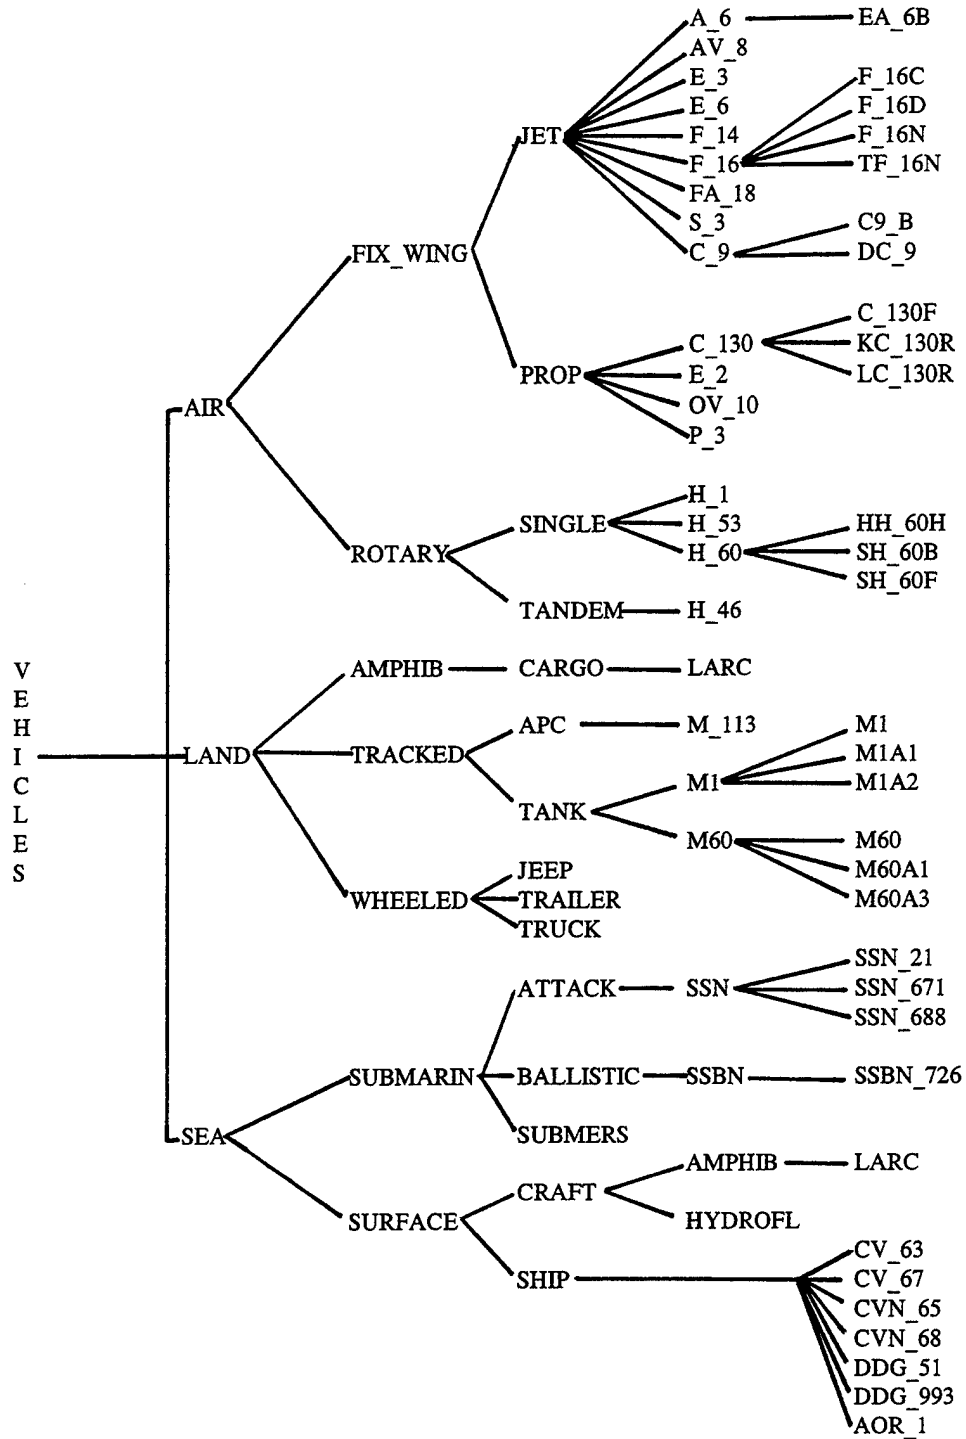 A_6 EA_6B
AV_8
E_3 F_16C
E_6 F_16D
JET F_14 F_16N
F_16 TF_16N
FA_18
S_3 C9_B
FIX_WING C_9 DC_9
C_130F
C_130 KC_130R
PROP E_2 LC_130R
AIR OV_10
P_3
H_1
SINGLE H_53 HH_60H
ROTARY H_60 SH_60B
SH_60F
TANDEM H_46
AMPHIB CARGO LARC
APC M_113 M1
VEHICLES LAND TRACKED M1A1
M1 M1A2
TANK
M60 M60
JEEP M60A1
WHEELED TRAILER M60A3
TRUCK
SSN_21
ATTACK SSN SSN_671
SSN_688
SUBMARIN BALLISTIC SSBN SSBN_726
SEA SUBMERS
AMPHIB LARC
CRAFT
SURFACE HYDROFL
CV_63
SHIP CV_67
CVN_65
CVN_68
DDG_51
DDG_993
AOR_1